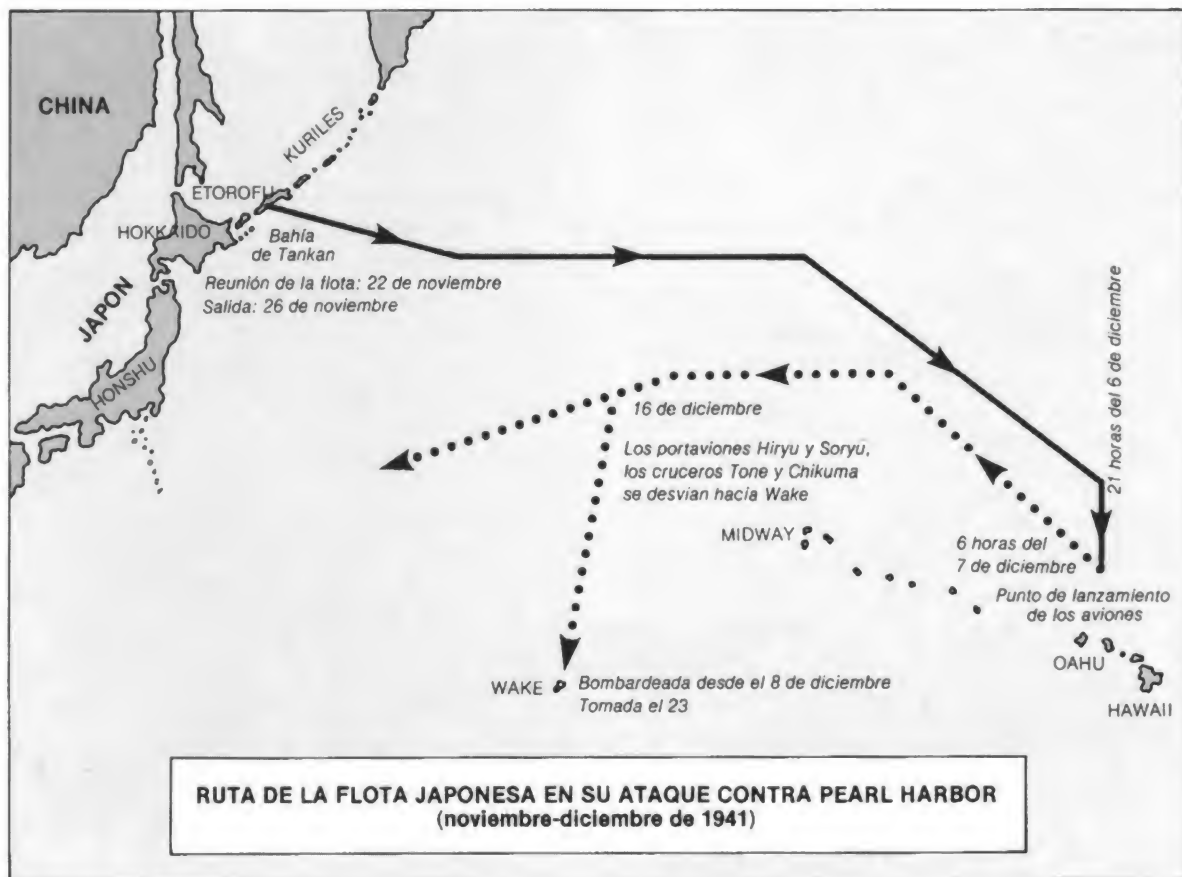 CHINA
KURILES
ETOROFU
HOKKAIDO
Bahía
de Tankan
Reunión de la flota: 22 de noviembre
Salida: 26 de noviembre
JAPON
HONSHU
21 horas del 6 de diciembre
16 de diciembre
Los portaviones Hiryu y Soryū,
los cruceros Tone y Chikuma
se desvían hacia Wake
MIDWAY
6 horas del
7 de diciembre
Punto de lanzamiento
de los aviones
OAHU
HAWAII
WAKE
Bombardeada desde el 8 de diciembre
Tomada el 23
RUTA DE LA FLOTA JAPONESA EN SU ATAQUE CONTRA PEARL HARBOR
(noviembre-diciembre de 1941)